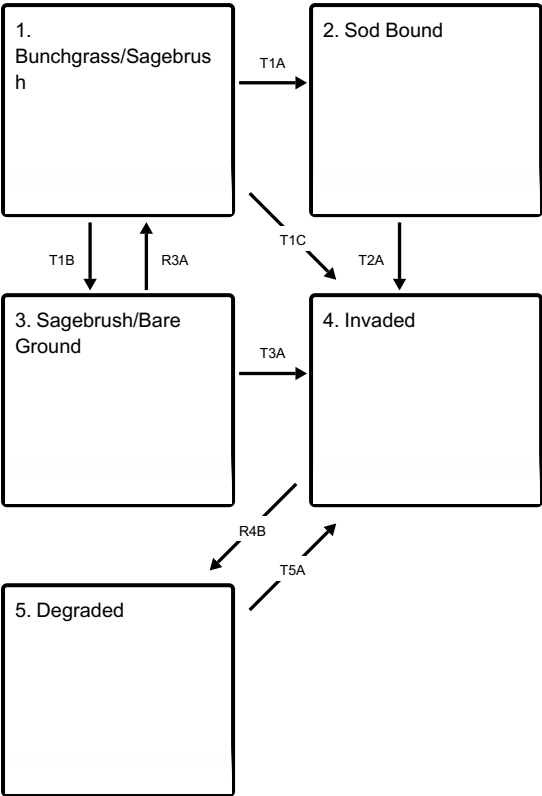 1.
Bunchgrass/Sagebrus
h
2. Sod Bound
T1A
T1C
T1B
R3A
T2A
3. Sagebrush/Bare
Ground
4. Invaded
T3A
R4B
T5A
5. Degraded